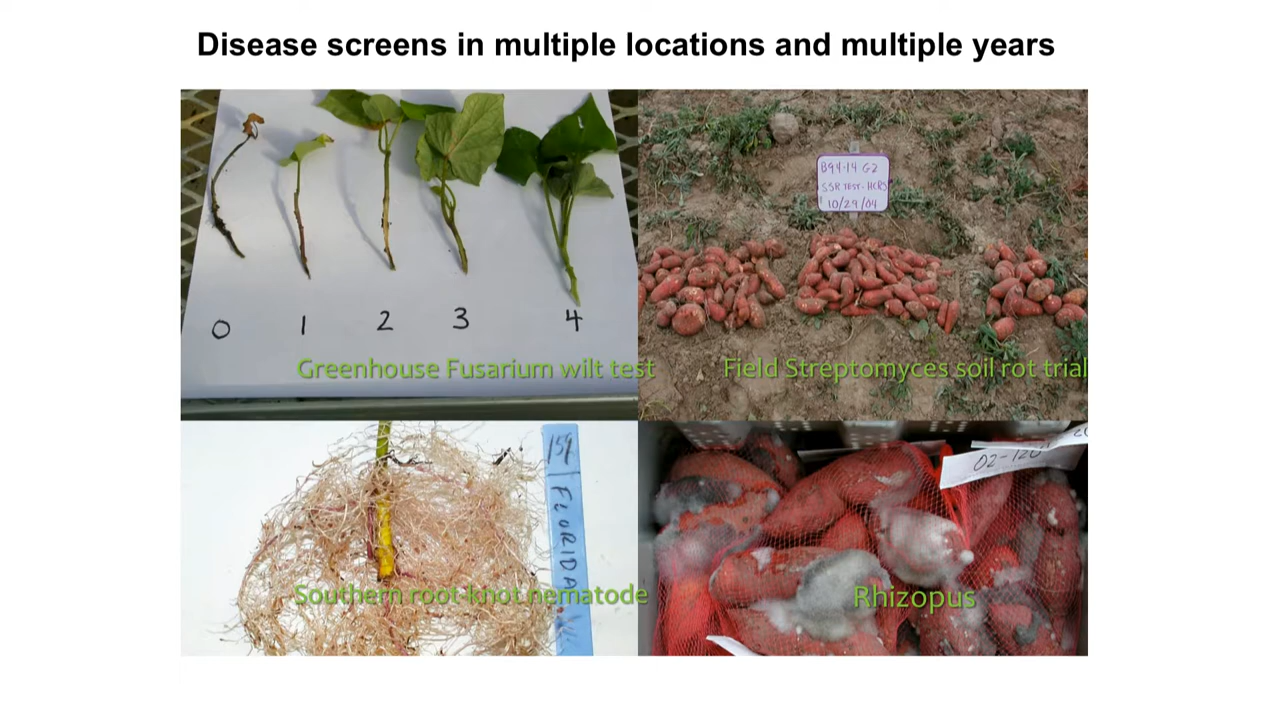 Disease screens in multiple locations and multiple years
B94-14 G2
SSR TEST - HCRS
10/29/04
0 1 2 3 4
Greenhouse Fusarium wilt test
Field Streptomyces soil rot trial
159
FLORIDA
02-120
Southern root-knot nematode
Rhizopus